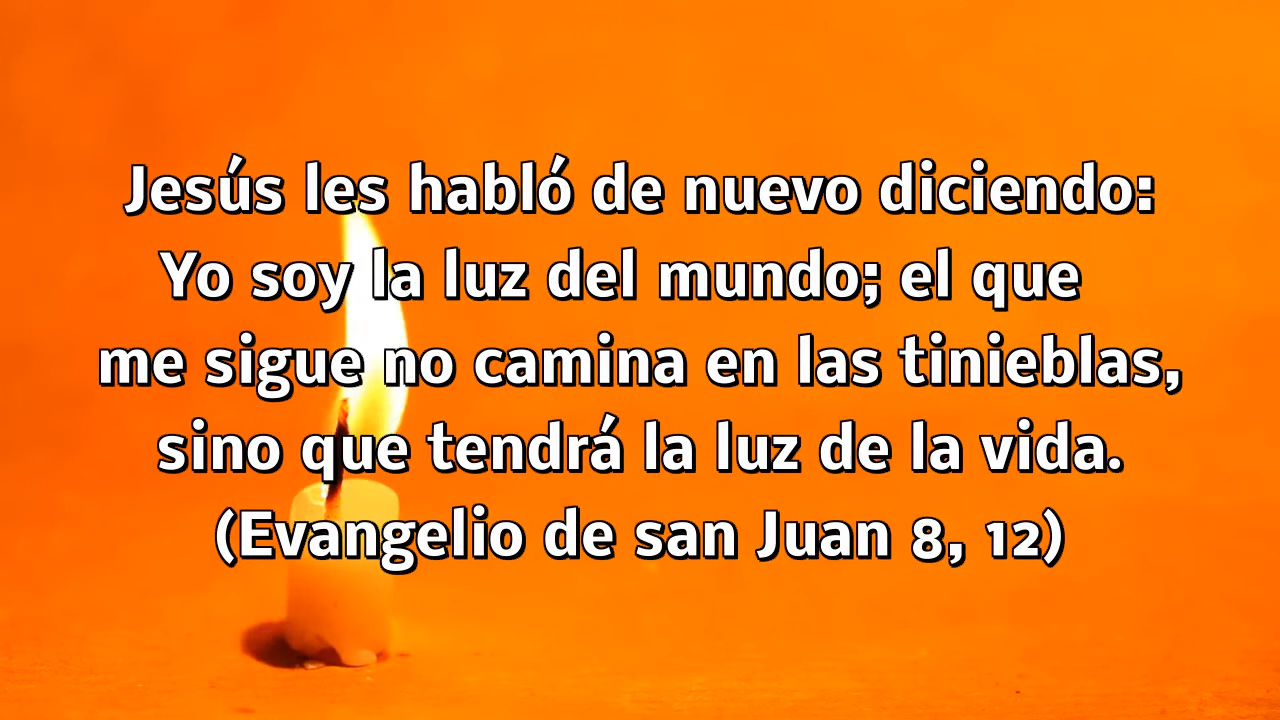 Jesús les habló de nuevo diciendo:
Yo soy la luz del mundo; el que
me sigue no camina en las tinieblas,
sino que tendrá la luz de la vida.
(Evangelio de san Juan 8, 12)